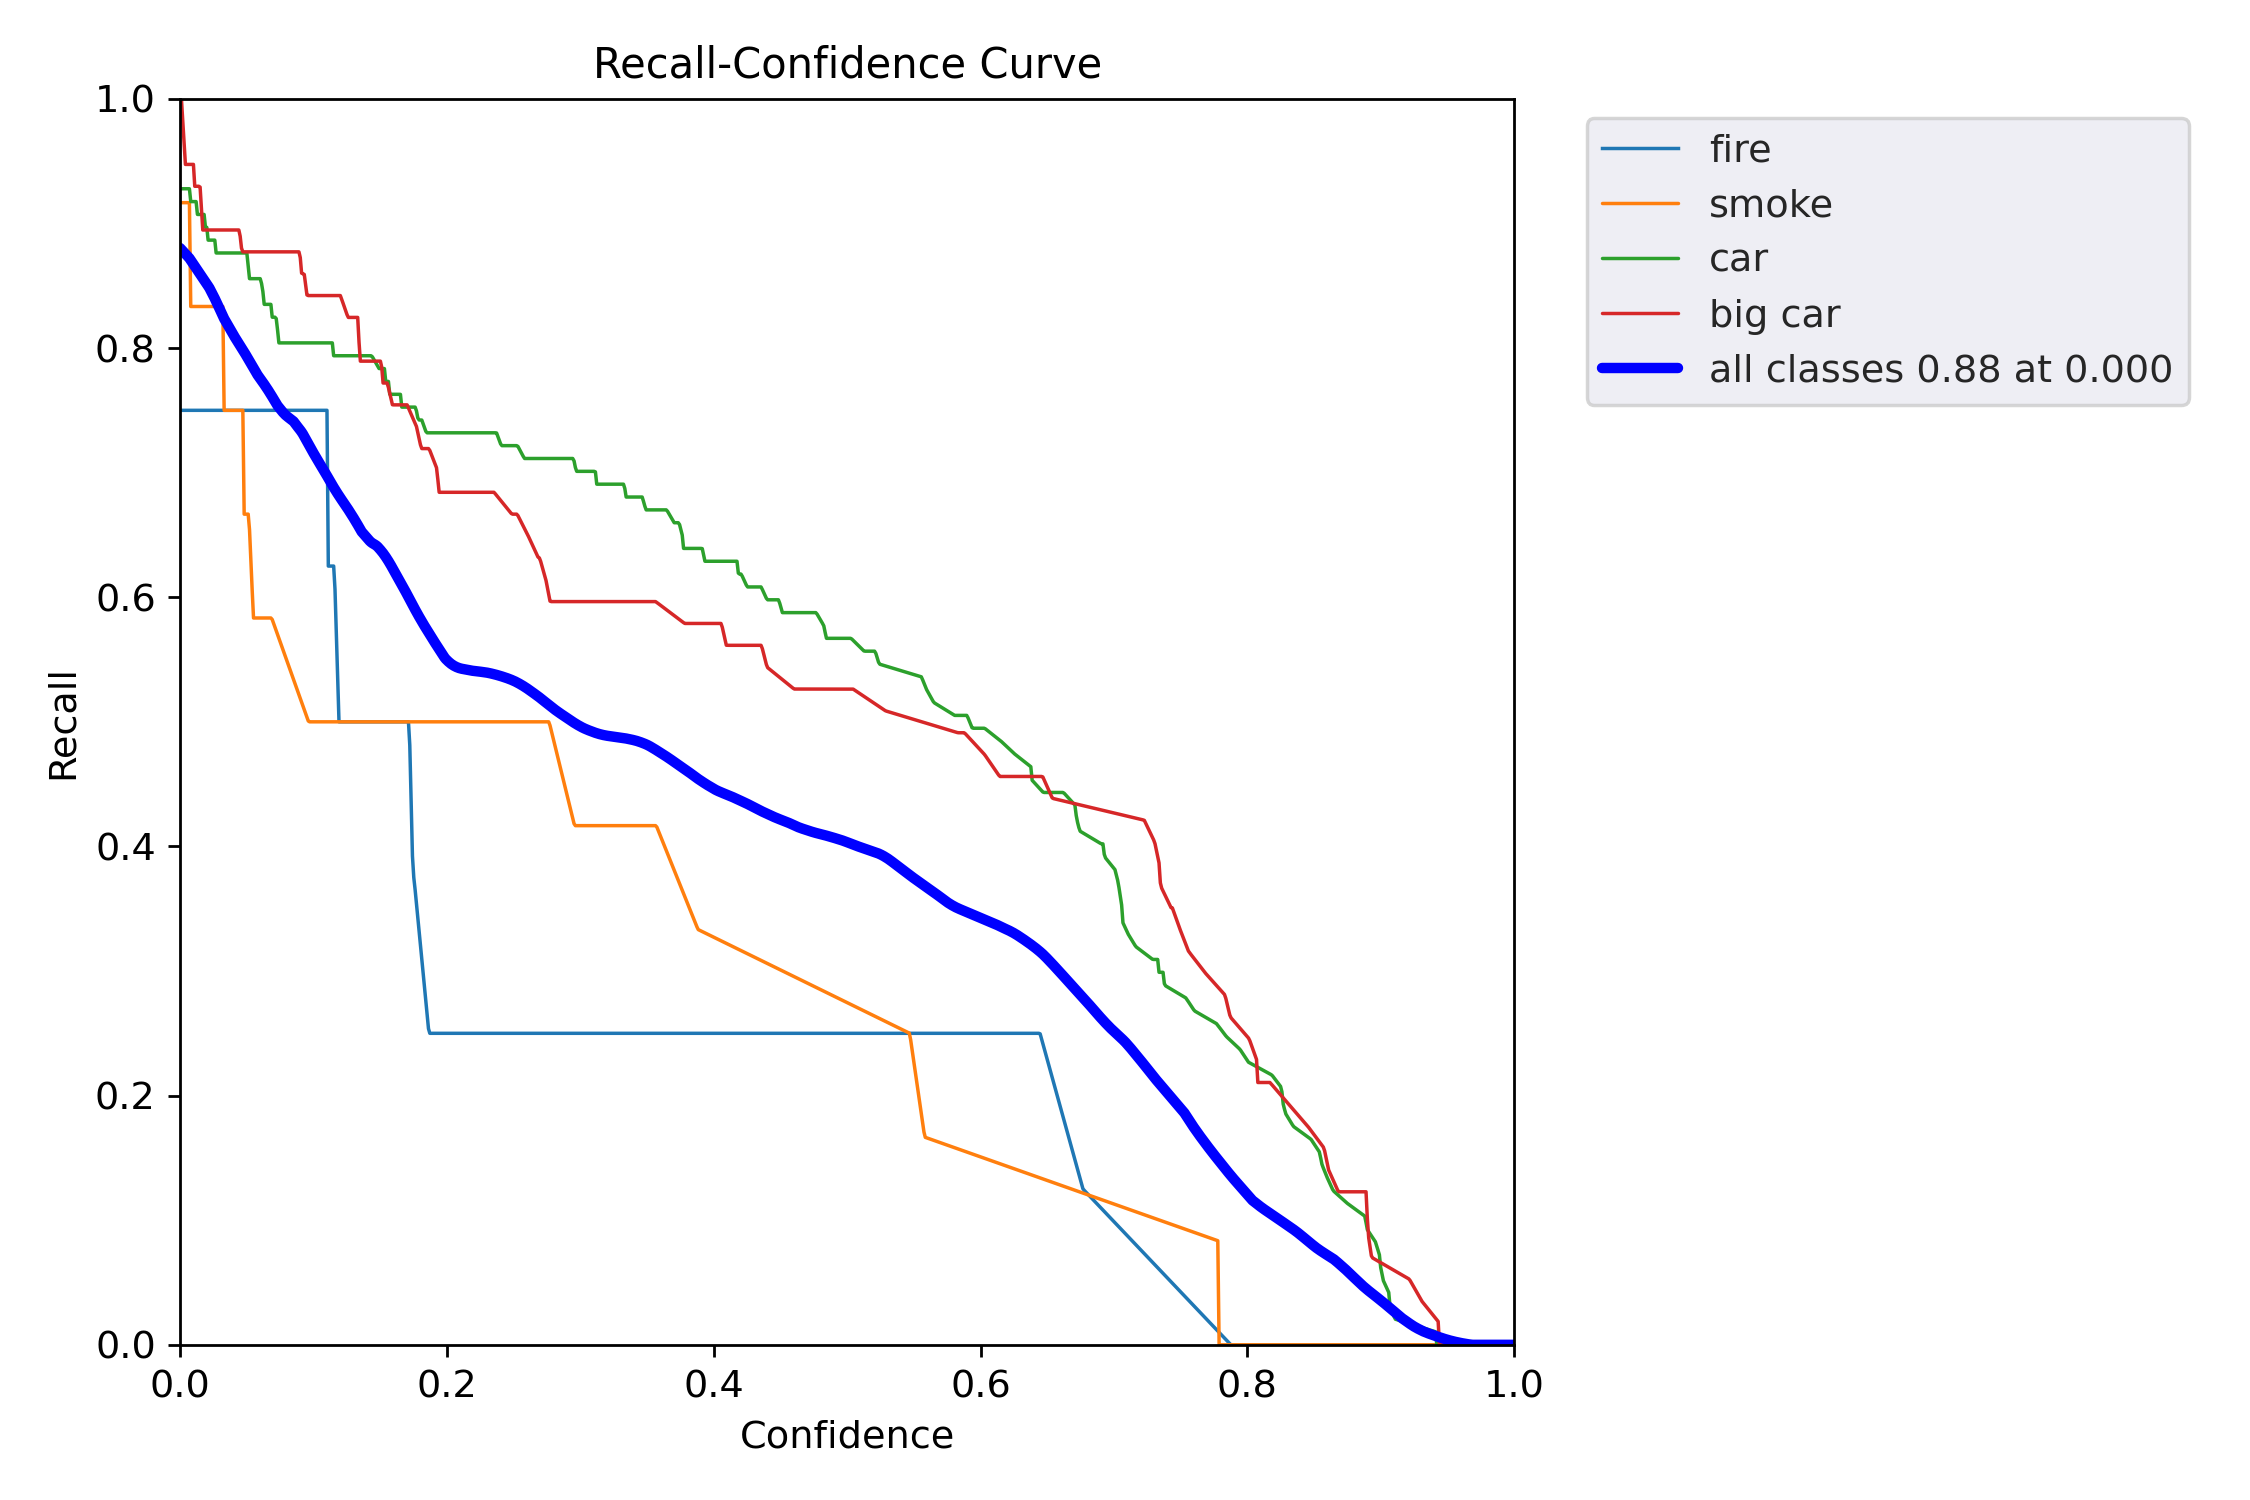 Recall-Confidence Curve
1.0
0.8
0.6
0.4
0.2
0.0
Recall
0.0 0.2 0.4 0.6 0.8 1.0
Confidence
fire
smoke
car
big car
all classes 0.88 at 0.000